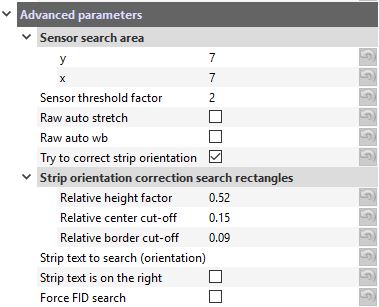 Advanced parameters
Sensor search area
y 7
x 7
Sensor threshold factor 2
Raw auto stretch
Raw auto wb
Try to correct strip orientation
Strip orientation correction search rectangles
Relative height factor 0.52
Relative center cut-off 0.15
Relative border cut-off 0.09
Strip text to search (orientation)
Strip text is on the right
Force FID search